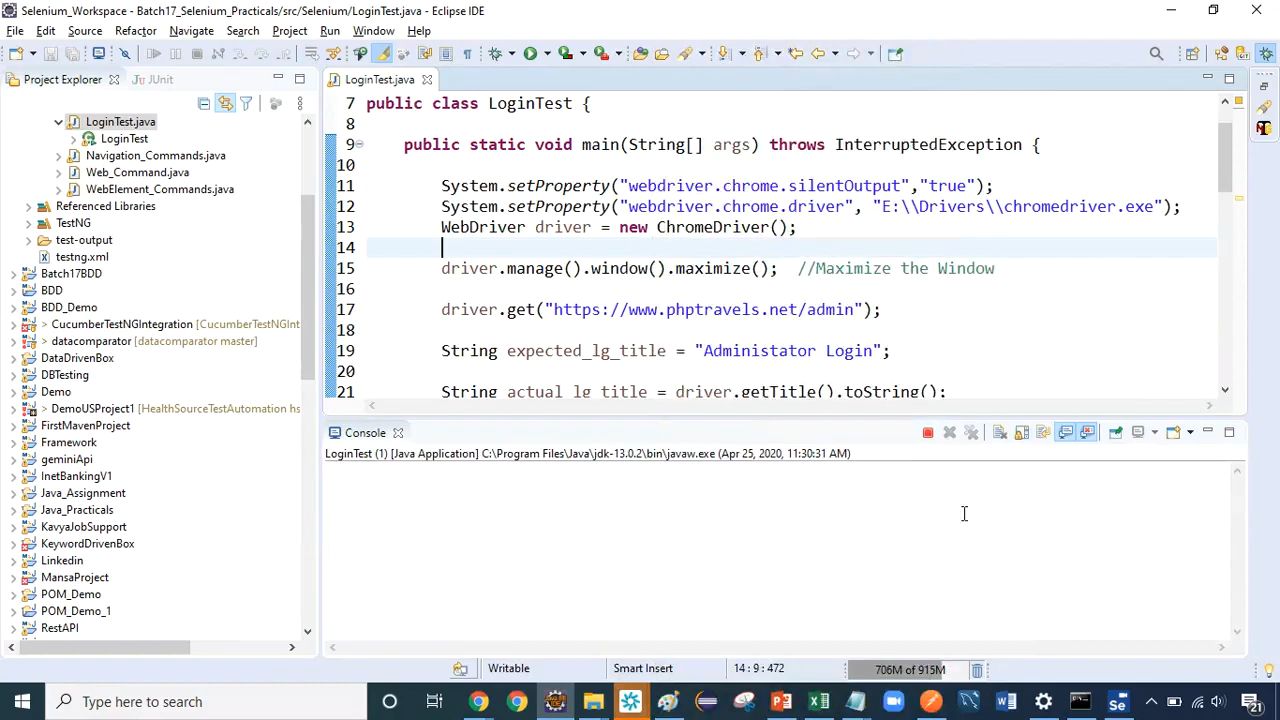 Selenium_Workspace - Batch17_Selenium_Practicals/src/Selenium/LoginTest.java - Eclipse IDE
File Edit Source Refactor Navigate Search Project Run Window Help
Project Explorer JUnit
LoginTest.java
LoginTest.java
LoginTest
Navigation_Commands.java
Web_Command.java
WebElement_Commands.java
Referenced Libraries
TestNG
test-output
testng.xml
Batch17BDD
BDD
BDD_Demo
> CucumberTestNGIntegration [CucumberTestNGInt
> datacomparator [datacomparator master]
DataDrivenBox
DBTesting
Demo
> DemoUSProject1 [HealthSourceTestAutomation hs
FirstMavenProject
Framework
geminiApi
InetBankingV1
Java_Assignment
Java_Practicals
KavyaJobSupport
KeywordDrivenBox
Linkedin
MansaProject
POM_Demo
POM_Demo_1
RestAPI
7 public class LoginTest {
8
9 public static void main(String[] args) throws InterruptedException {
10
11 System.setProperty("webdriver.chrome.silentOutput","true");
12 System.setProperty("webdriver.chrome.driver", "E:\\Drivers\\chromedriver.exe");
13 WebDriver driver = new ChromeDriver();
14
15 driver.manage().window().maximize(); //Maximize the Window
16
17 driver.get("https://www.phptravels.net/admin");
18
19 String expected_lg_title = "Administator Login";
20
21 String actual_lg_title = driver.getTitle().toString();
Console
LoginTest (1) [Java Application] C:\Program Files\Java\jdk-13.0.2\bin\javaw.exe (Apr 25, 2020, 11:30:31 AM)
Writable Smart Insert 14 : 9 : 472 706M of 915M
Type here to search
ENG
21